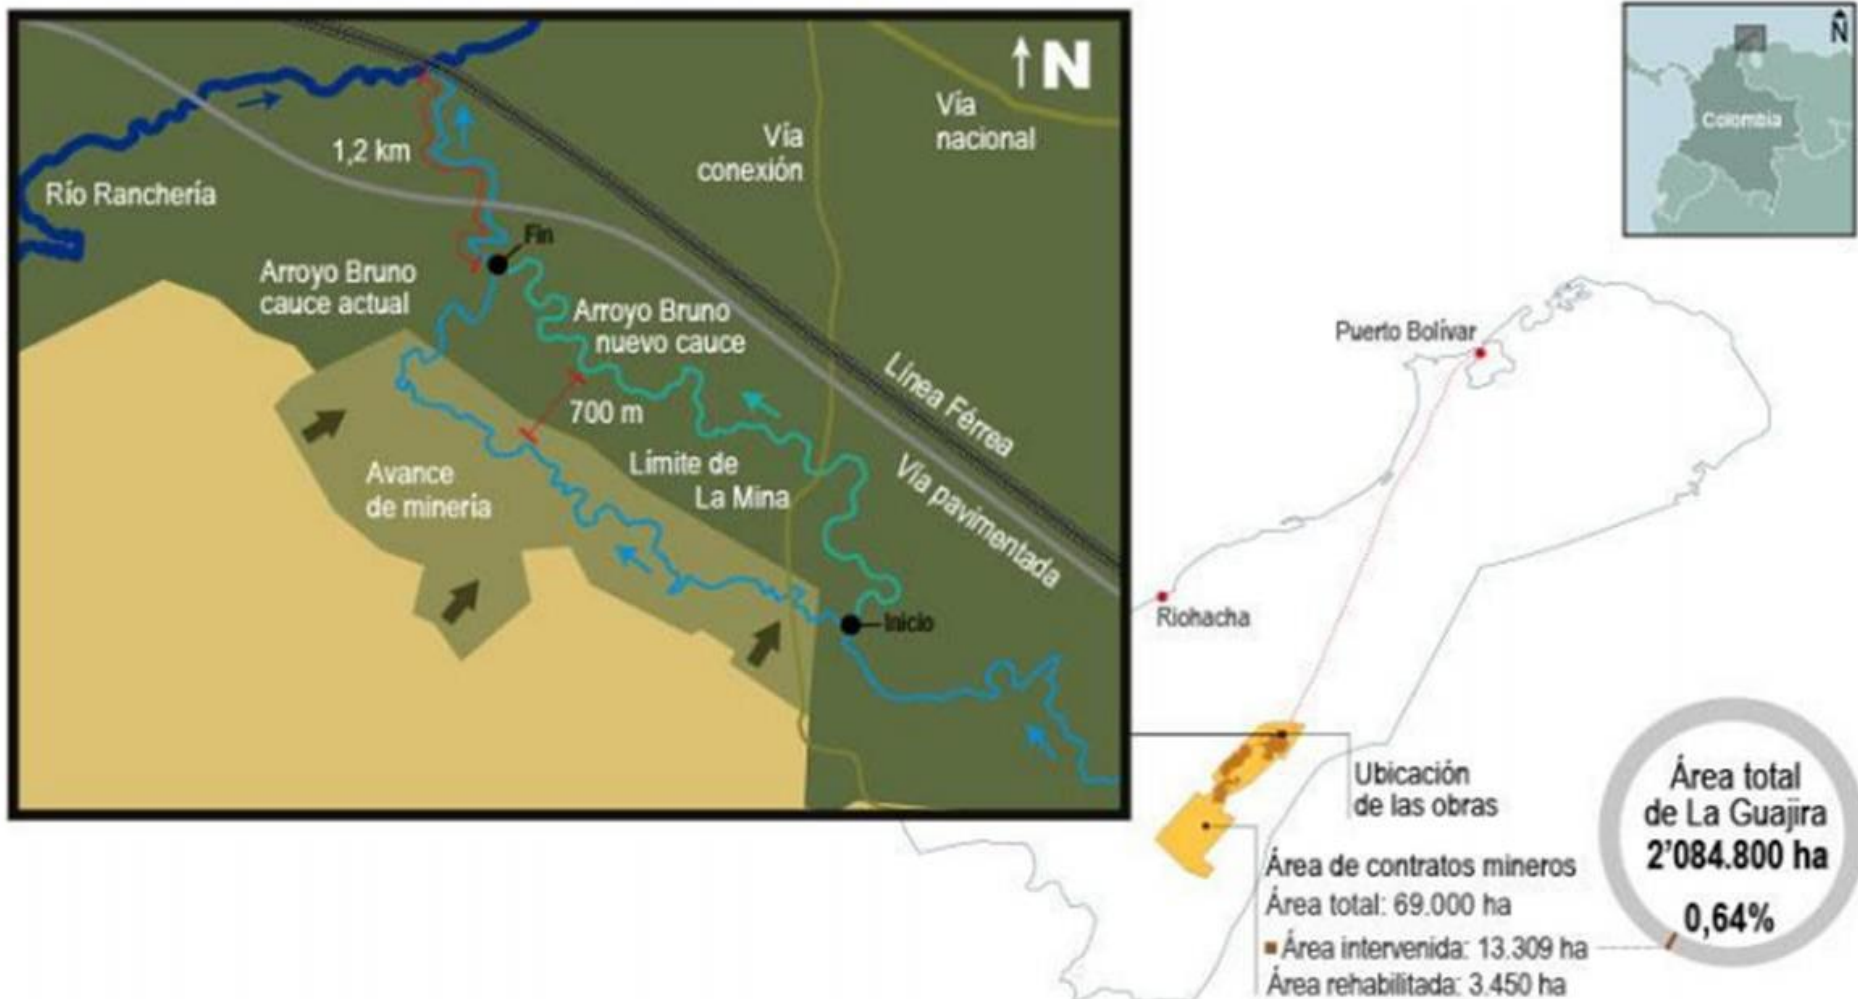 N
1,2 km
Río Ranchería
Vía
conexión
Vía
nacional
Fin
Arroyo Bruno
cauce actual
Arroyo Bruno
nuevo cauce
700 m
Línea Férrea
Vía pavimentada
Límite de
La Mina
Avance
de minería
Inicio
N
Colombia
Puerto Bolívar
Riohacha
Ubicación
de las obras
Área de contratos mineros
Área total: 69.000 ha
Área intervenida: 13.309 ha
Área rehabilitada: 3.450 ha
Área total
de La Guajira
2'084.800 ha
0,64%